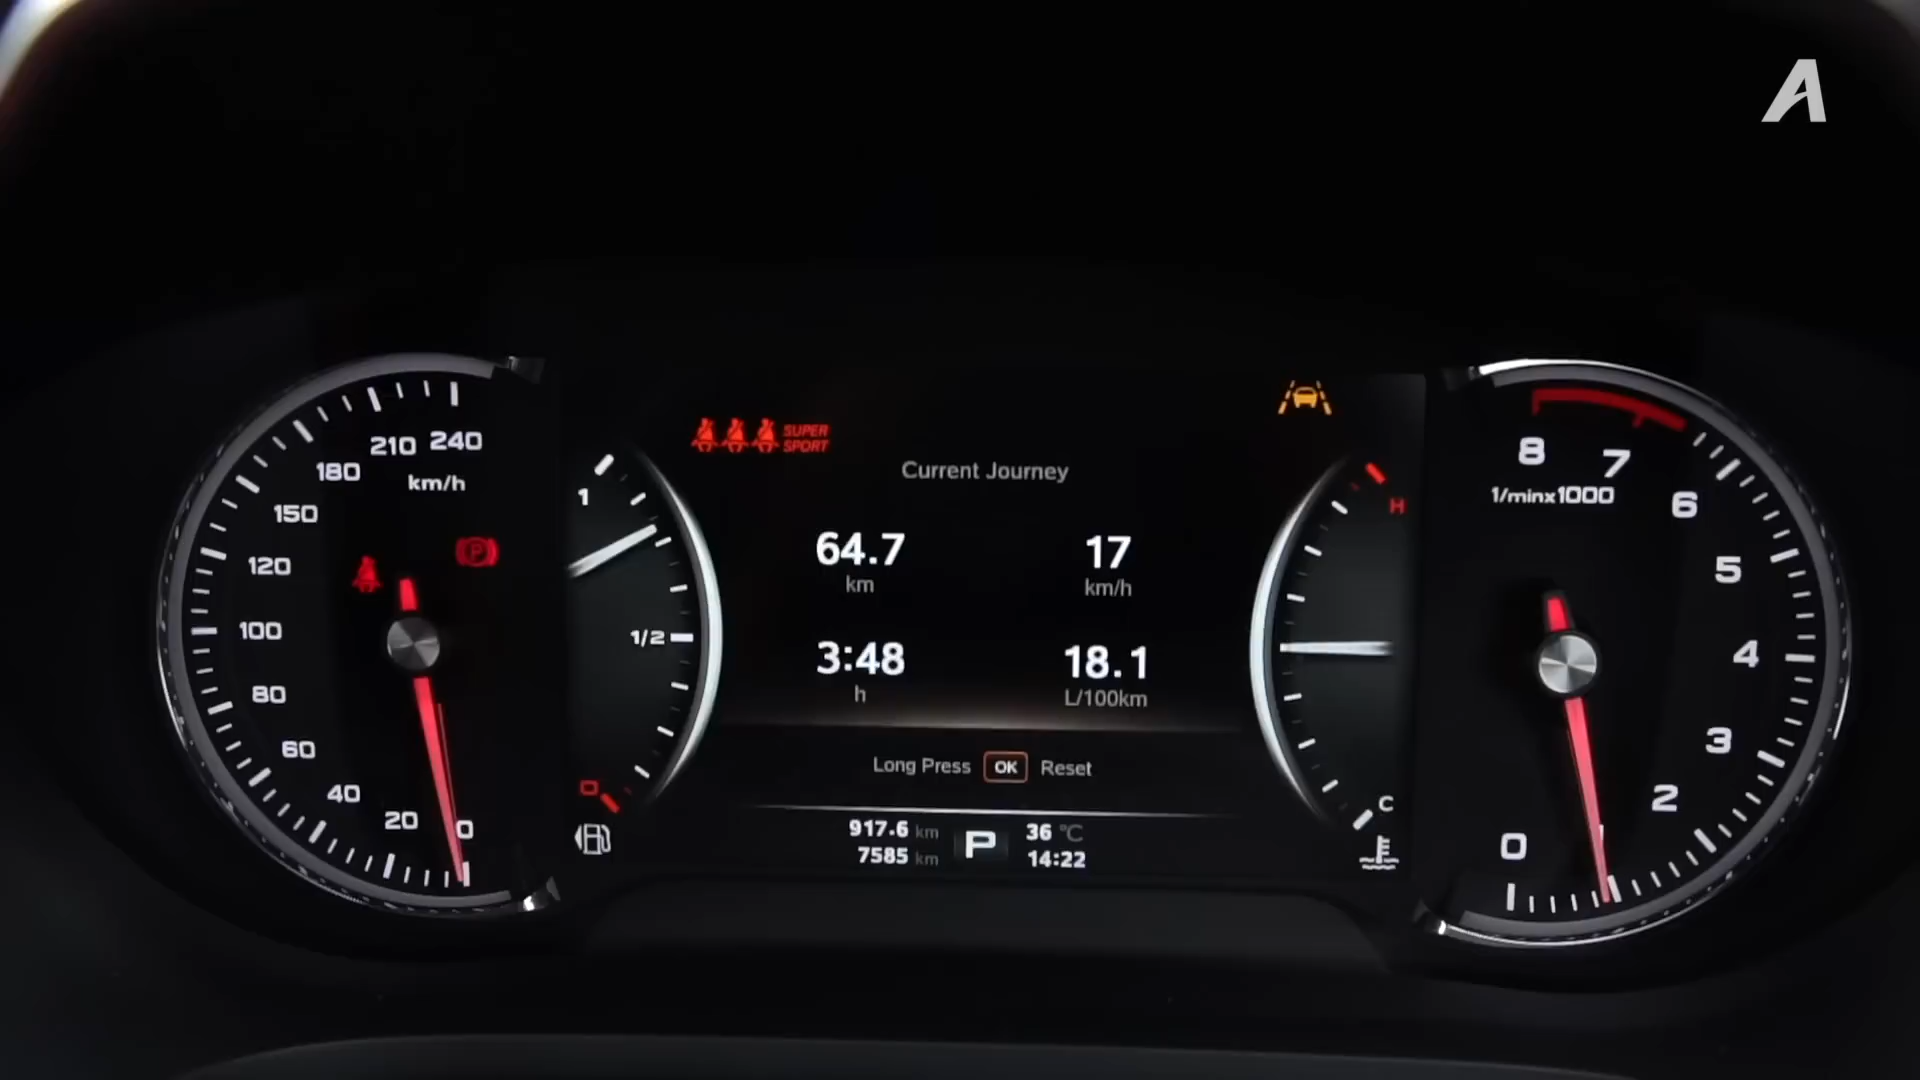 A
SUPER
SPORT
Current Journey
64.7
km
17
km/h
3:48
h
18.1
L/100km
Long Press OK Reset
917.6 km
7585 km
P
36 °C
14:22
240
210
180
150
120
100
80
60
40
20
0
km/h
P
1
1/2
0
H
C
8
7
6
5
4
3
2
0
1/minx1000